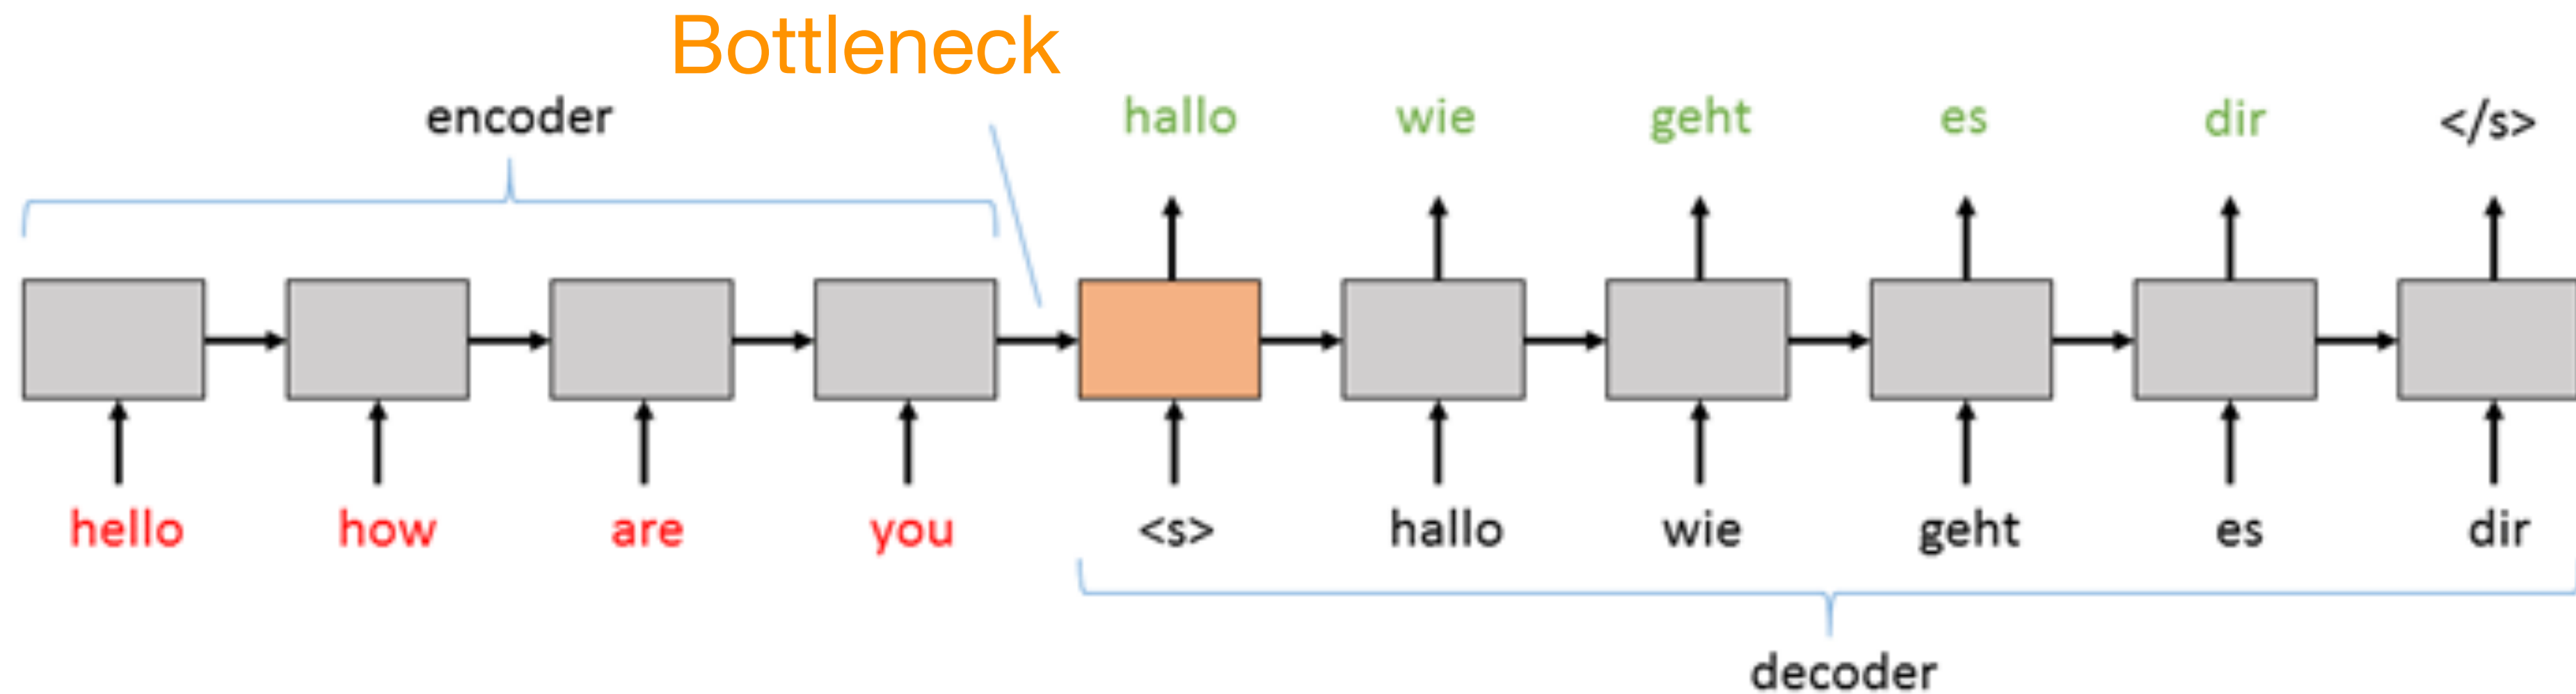 Bottleneck
encoder
hallo wie geht es dir </s>
hello how are you <s> hallo wie geht es dir
decoder